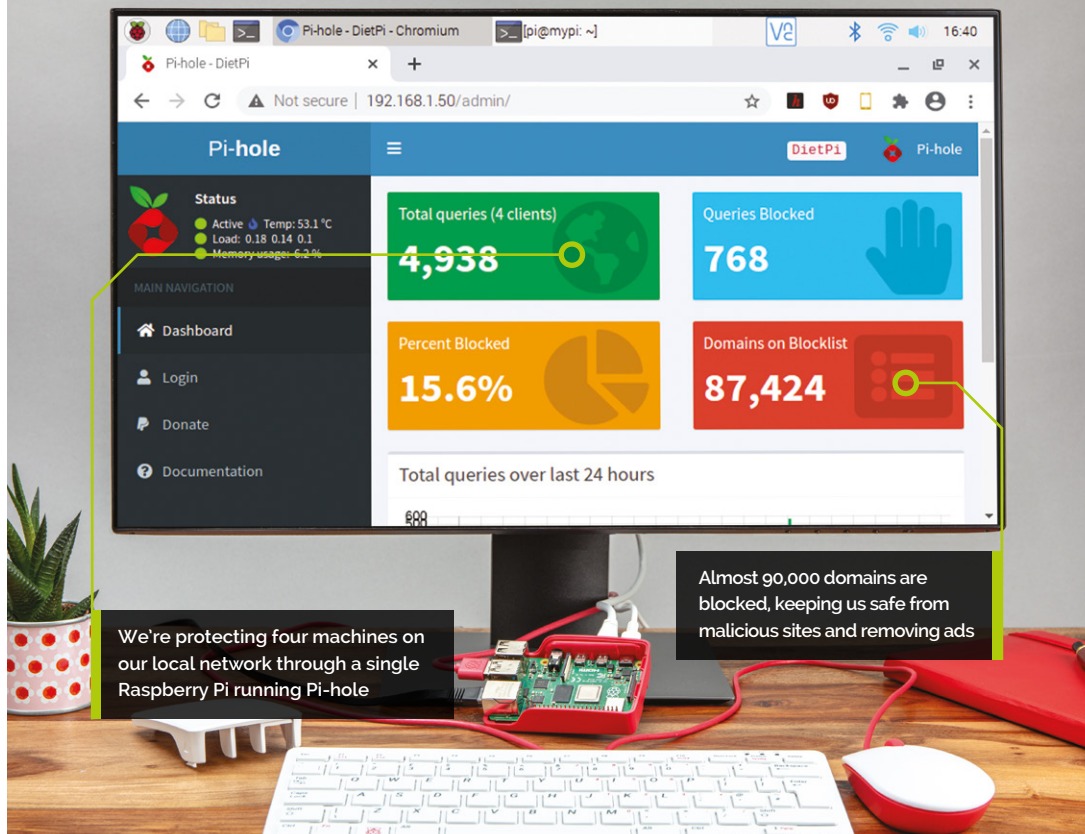 Pi-hole - DietPi - Chromium
[pi@mypi: ~]
16:40
Pi-hole - DietPi
Not secure | 192.168.1.50/admin/
Pi-hole
DietPi
Pi-hole
Status
Active Temp: 53.1 °C
Load: 0.18 0.14 0.1
Memory usage: 6.2 %
MAIN NAVIGATION
Dashboard
Login
Donate
Documentation
Total queries (4 clients)
4,938
Queries Blocked
768
Percent Blocked
15.6%
Domains on Blocklist
87,424
Total queries over last 24 hours
600
We're protecting four machines on
our local network through a single
Raspberry Pi running Pi-hole
Almost 90,000 domains are
blocked, keeping us safe from
malicious sites and removing ads